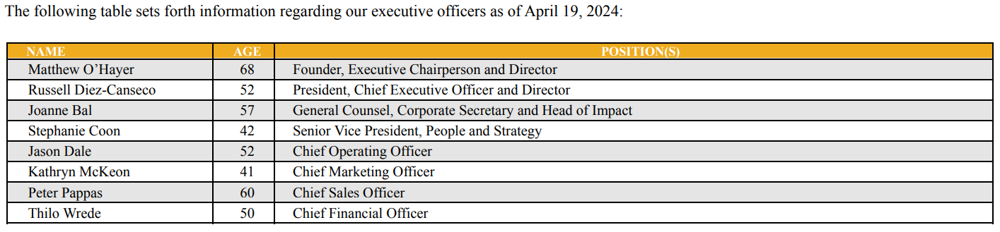 The following table sets forth information regarding our executive officers as of April 19, 2024:
NAME AGE POSITION(S)
Matthew O’Hayer 68 Founder, Executive Chairperson and Director
Russell Diez-Canseco 52 President, Chief Executive Officer and Director
Joanne Bal 57 General Counsel, Corporate Secretary and Head of Impact
Stephanie Coon 42 Senior Vice President, People and Strategy
Jason Dale 52 Chief Operating Officer
Kathryn McKeon 41 Chief Marketing Officer
Peter Pappas 60 Chief Sales Officer
Thilo Wrede 50 Chief Financial Officer